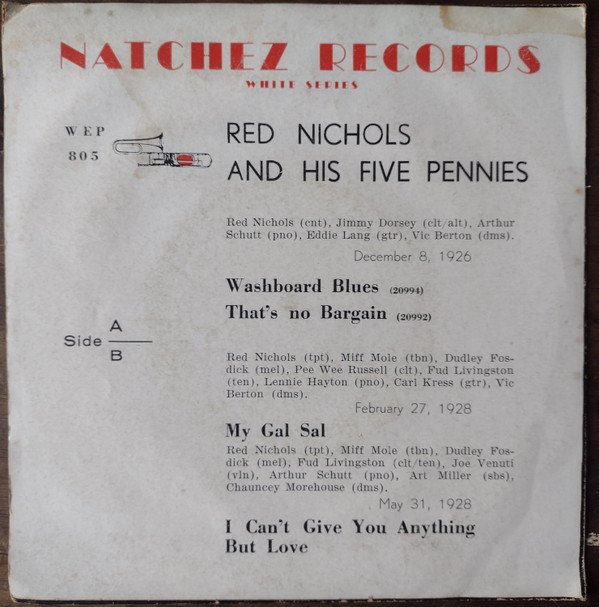 NATCHEZ RECORDS
WHITE SERIES
WEP
805
RED NICHOLS
AND HIS FIVE PENNIES
Red Nichols (cnt), Jimmy Dorsey (clt/alt), Arthur
Schutt (pno), Eddie Lang (gtr), Vic Berton (dms).
December 8, 1926
Washboard Blues (20994)
That's no Bargain (20992)
Side A
B
Red Nichols (tpt), Miff Mole (tbn), Dudley Fos-
dick (mel), Pee Wee Russell (clt), Fud Livingston
(ten), Lennie Hayton (pno), Carl Kress (gtr), Vic
Berton (dms).
February 27, 1928
My Gal Sal
Red Nichols (tpt), Miff Mole (tbn), Dudley Fos-
dick (mel), Fud Livingston (clt/ten), Joe Venuti
(vln), Arthur Schutt (pno), Art Miller (sbs),
Chauncey Morehouse (dms).
May 31, 1928
I Can't Give You Anything
But Love